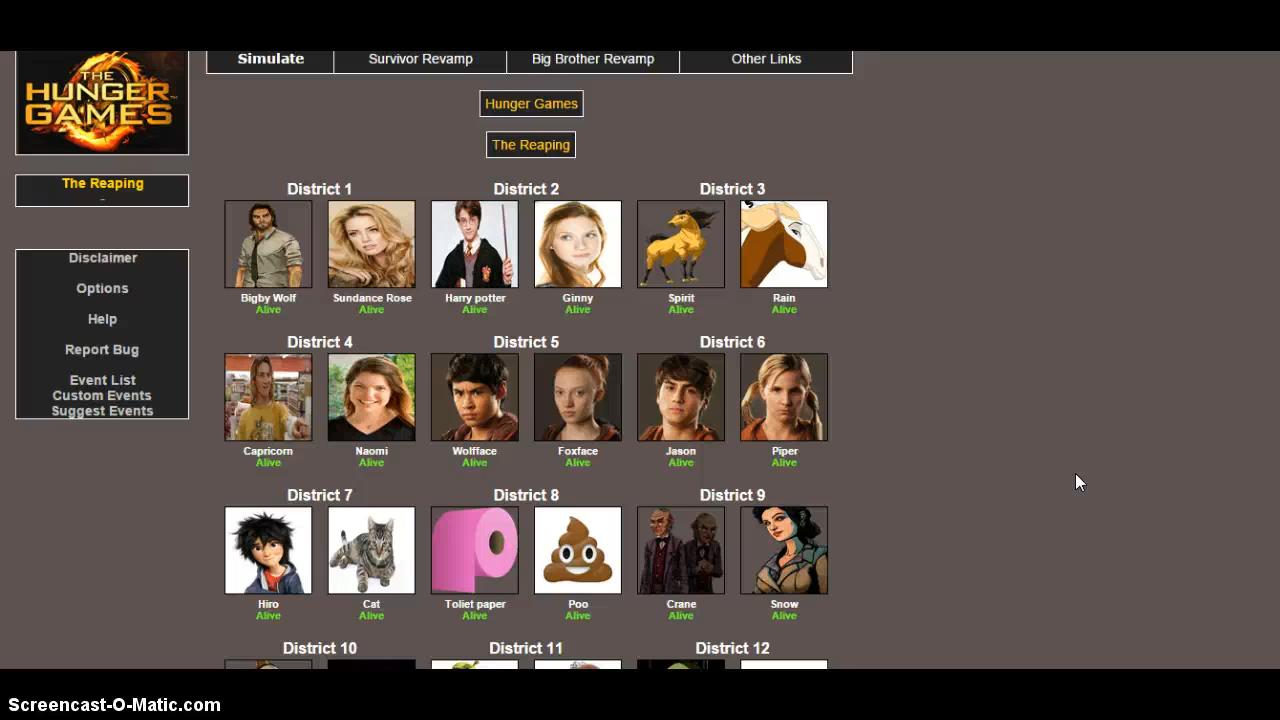 Simulate Survivor Revamp Big Brother Revamp Other Links
THE
HUNGER
GAMES
Hunger Games
The Reaping
The Reaping
-
Disclaimer
Options
Help
Report Bug
Event List
Custom Events
Suggest Events
District 1 District 2 District 3
Bigby Wolf Sundance Rose Harry potter Ginny Spirit Rain
Alive Alive Alive Alive Alive Alive
District 4 District 5 District 6
Capricorn Naomi Wolfface Foxface Jason Piper
Alive Alive Alive Alive Alive Alive
District 7 District 8 District 9
Hiro Cat Toliet paper Poo Crane Snow
Alive Alive Alive Alive Alive Alive
District 10 District 11 District 12
Screencast-O-Matic.com